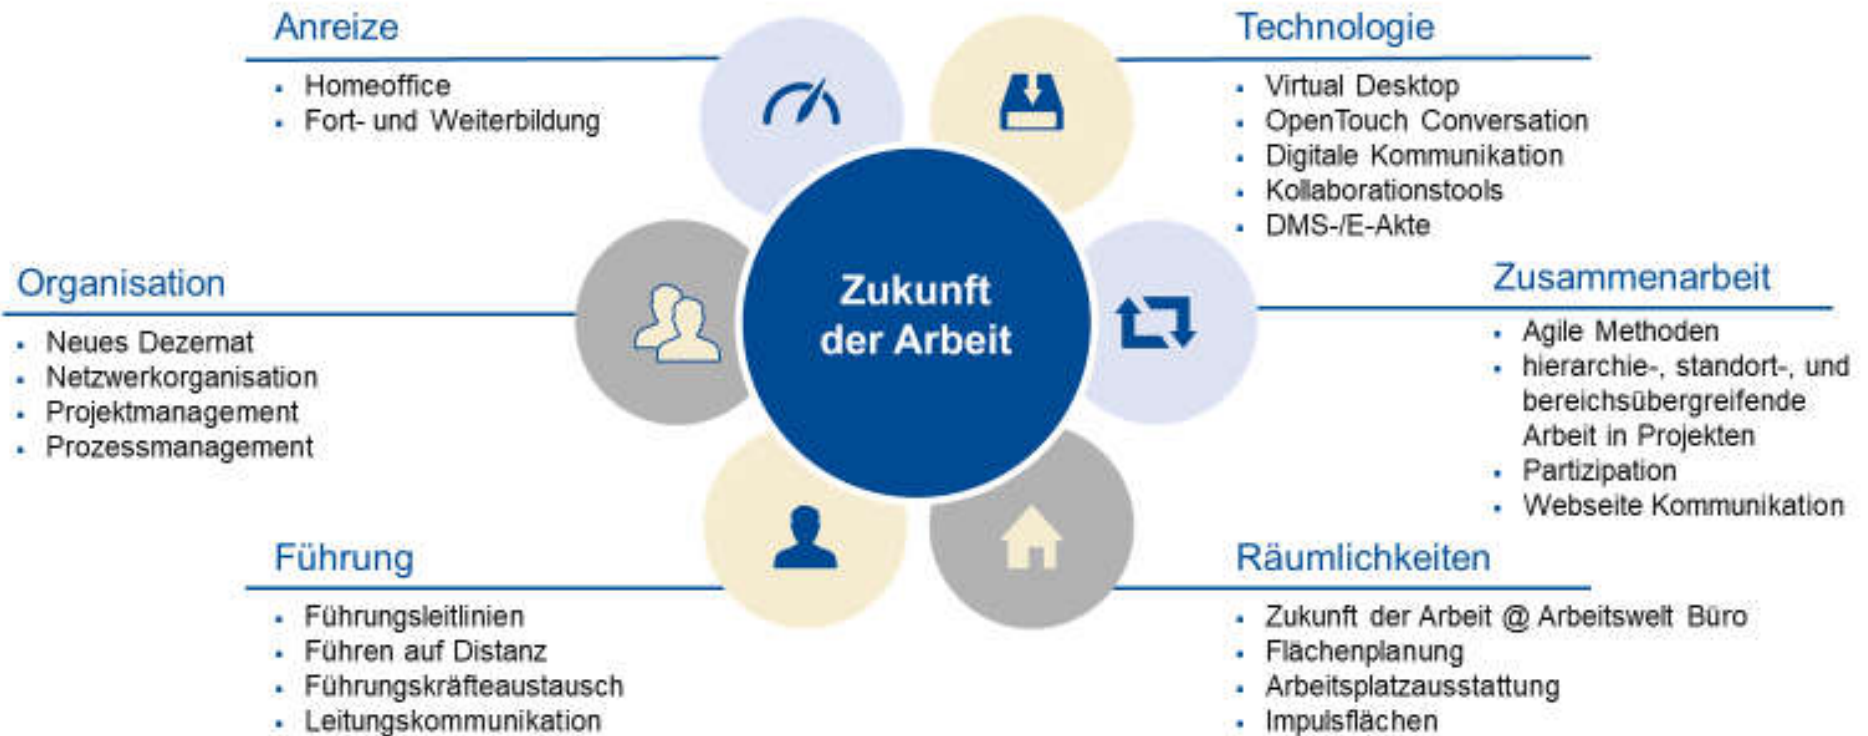 Anreize
Homeoffice
Fort- und Weiterbildung
Technologie
Virtual Desktop
OpenTouch Conversation
Digitale Kommunikation
Kollaborationstools
DMS-/E-Akte
Organisation
Neues Dezernat
Netzwerkorganisation
Projektmanagement
Prozessmanagement
Zukunft
der Arbeit
Zusammenarbeit
Agile Methoden
hierarchie-, standort-, und
bereichsübergreifende
Arbeit in Projekten
Partizipation
Webseite Kommunikation
Führung
Führungsleitlinien
Führen auf Distanz
Führungskräfteaustausch
Leitungskommunikation
Räumlichkeiten
Zukunft der Arbeit @ Arbeitswelt Büro
Flächenplanung
Arbeitsplatzausstattung
Impulsflächen